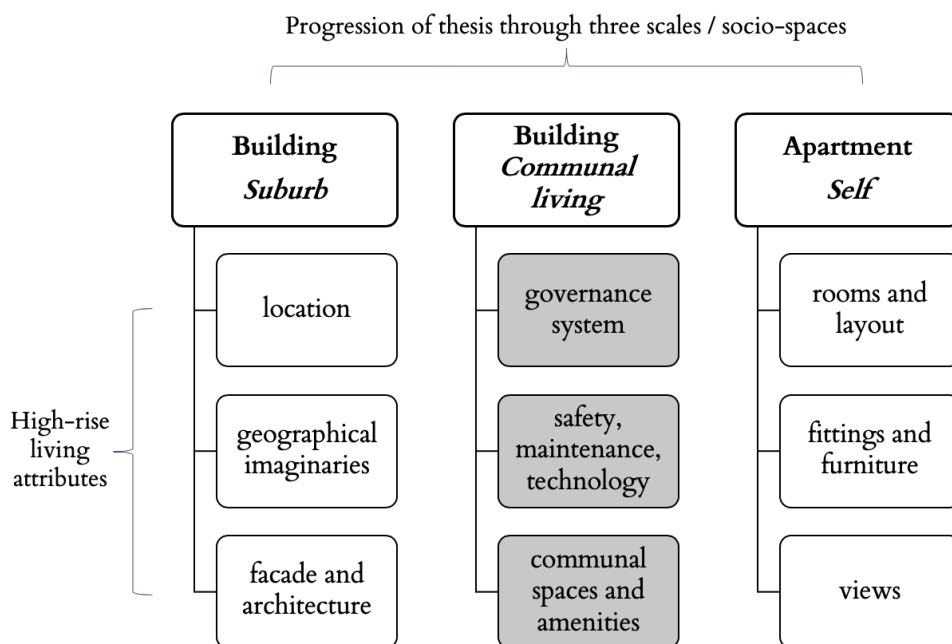 Progression of thesis through three scales / socio-spaces
Building
Suburb
location
geographical
imaginaries
facade and
architecture
Building
Communal
living
governance
system
safety,
maintenance,
technology
communal
spaces and
amenities
Apartment
Self
rooms and
layout
fittings and
furniture
views
High-rise
living
attributes